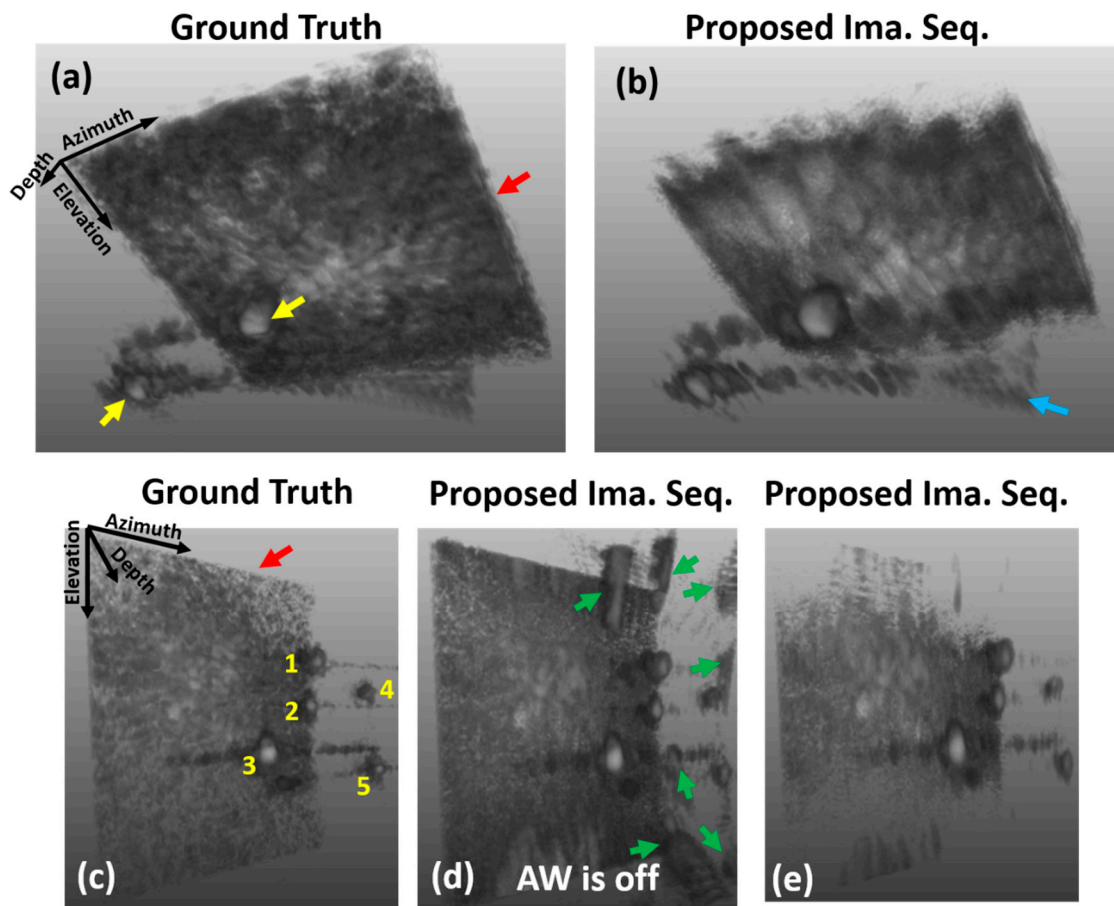 Ground Truth
Proposed Ima. Seq.
(a)
Azimuth
Depth
Elevation
(b)
Ground Truth
Proposed Ima. Seq.
Proposed Ima. Seq.
Azimuth
Depth
Elevation
1
2
3
4
5
(c)
(d)
AW is off
(e)